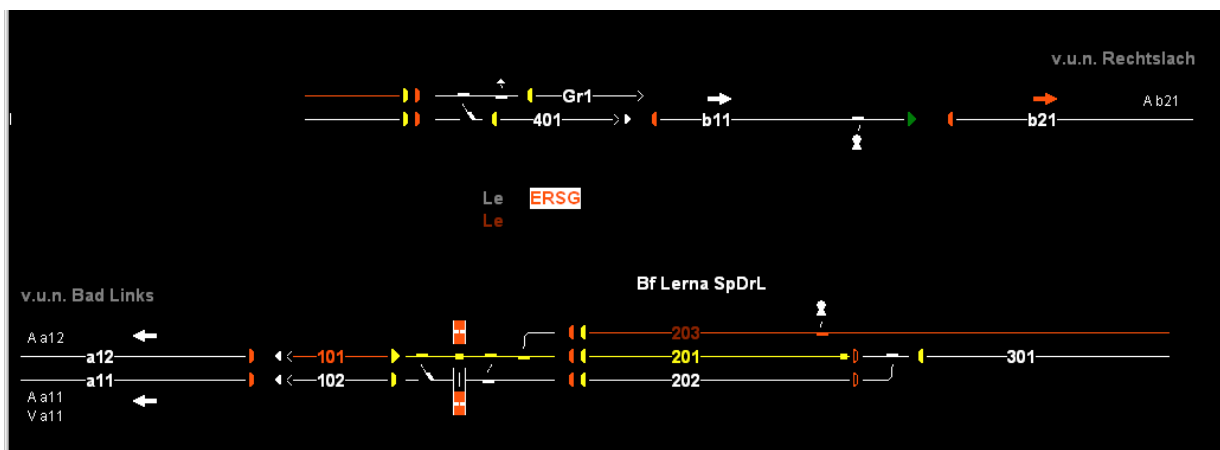 v.u.n. Rechtslach
Gr1
A b21
401 b11 b21
Le ERSG
Le
Bf Lerna SpDrL
v.u.n. Bad Links
A a12
203
a12 101 201 301
a11 102 202
A a11
V a11